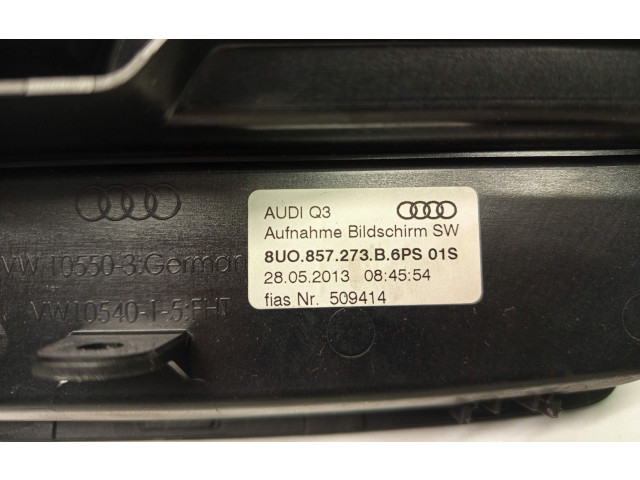 AUDI Q3
Aufnahme Bildschirm SW
8UO.857.273.B.6PS 01S
28.05.2013 08:45:54
fias Nr. 509414
VW 10550-3:German
VW10540-1-5:FHT